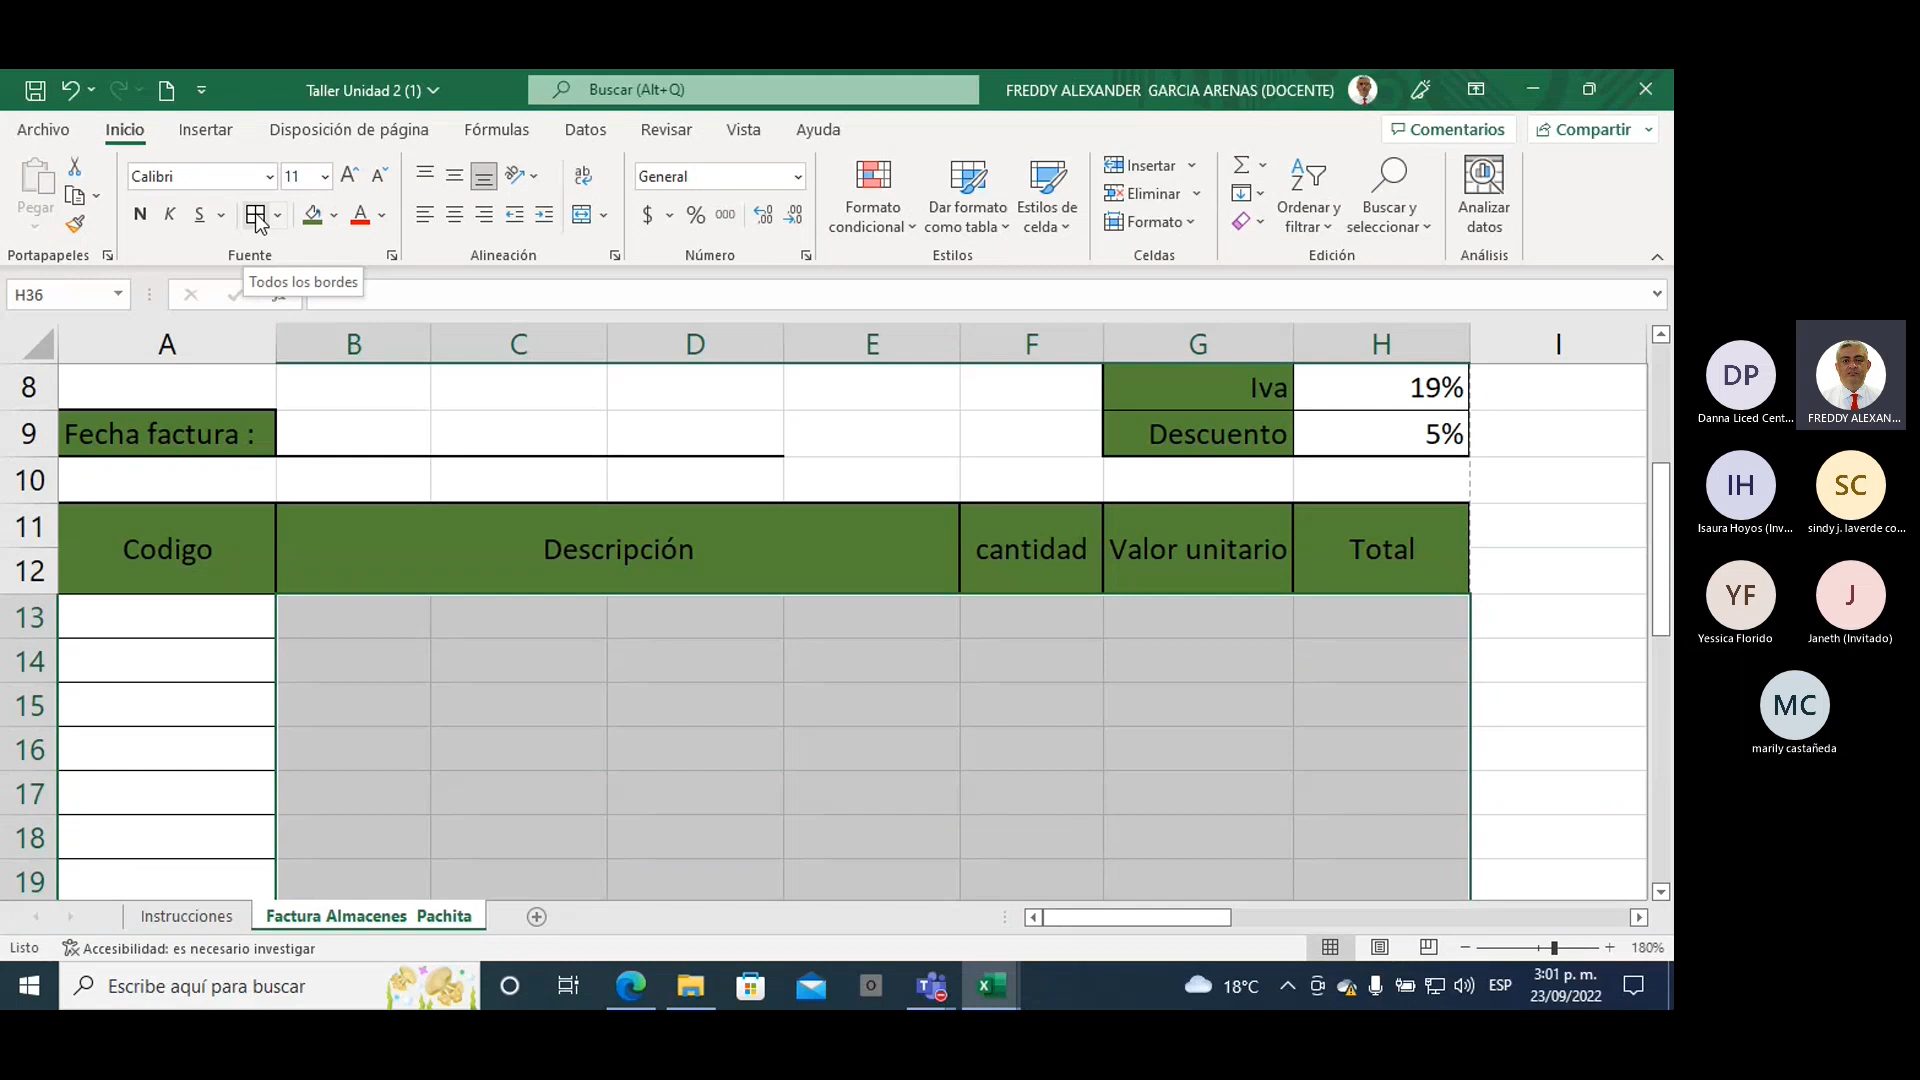 Taller Unidad 2 (1)
Buscar (Alt+Q)
FREDDY ALEXANDER GARCIA ARENAS (DOCENTE)
Archivo Inicio Insertar Disposición de página Fórmulas Datos Revisar Vista Ayuda Comentarios Compartir
Pegar
Portapapeles
Calibri 11
N K S
Fuente
Alineación
General
$ % 000
Número
Formato condicional
Dar formato como tabla
Estilos de celda
Estilos
Insertar
Eliminar
Formato
Celdas
Ordenar y filtrar
Buscar y seleccionar
Edición
Analizar datos
Análisis
Todos los bordes
H36
A B C D E F G H I
8 Iva 19%
9 Fecha factura : Descuento 5%
10
11
12
Codigo Descripción cantidad Valor unitario Total
13
14
15
16
17
18
19
Instrucciones Factura Almacenes Pachita
Listo Accesibilidad: es necesario investigar 180%
Escribe aquí para buscar
18°C ESP 3:01 p. m.
23/09/2022
DP
Danna Liced Cent...
FREDDY ALEXAN...
IH
Isaura Hoyos (Inv...
SC
sindy j. laverde co...
YF
Yessica Florido
J
Janeth (Invitado)
MC
marily castañeda